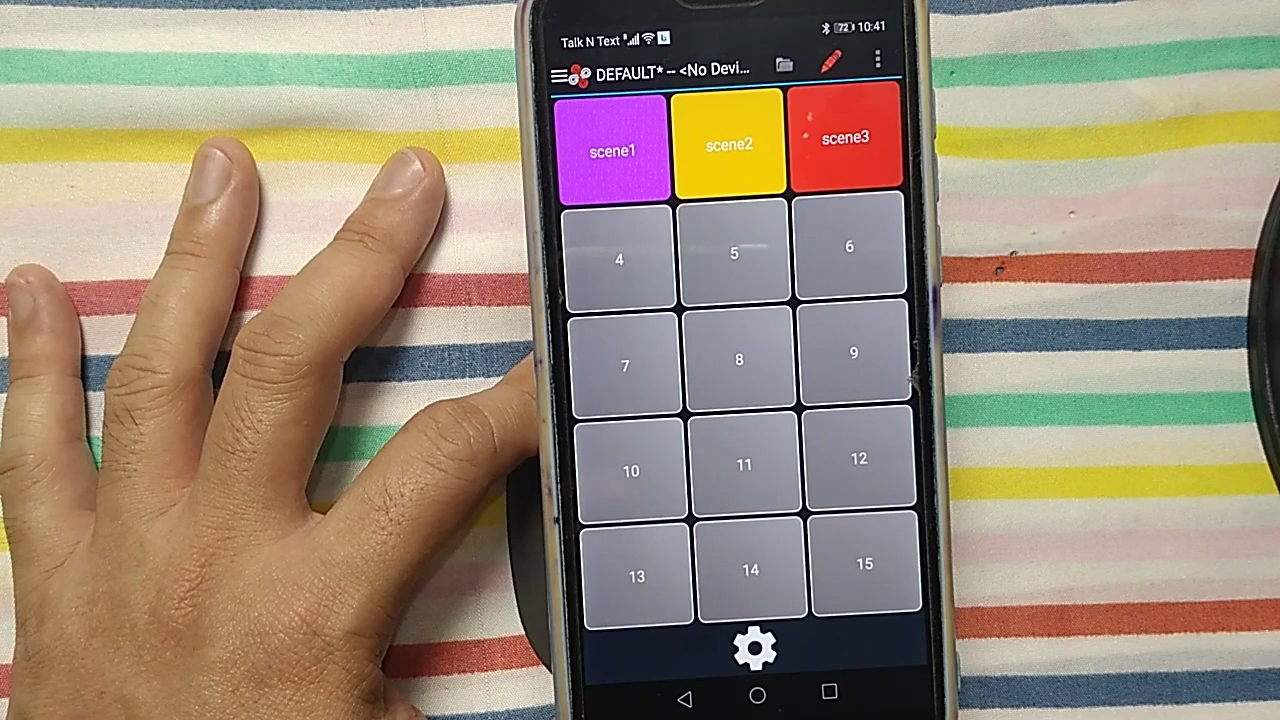 Talk N Text 72 10:41
DEFAULT* -- <No Devi...
scene1 scene2 scene3
4 5 6
7 8 9
10 11 12
13 14 15